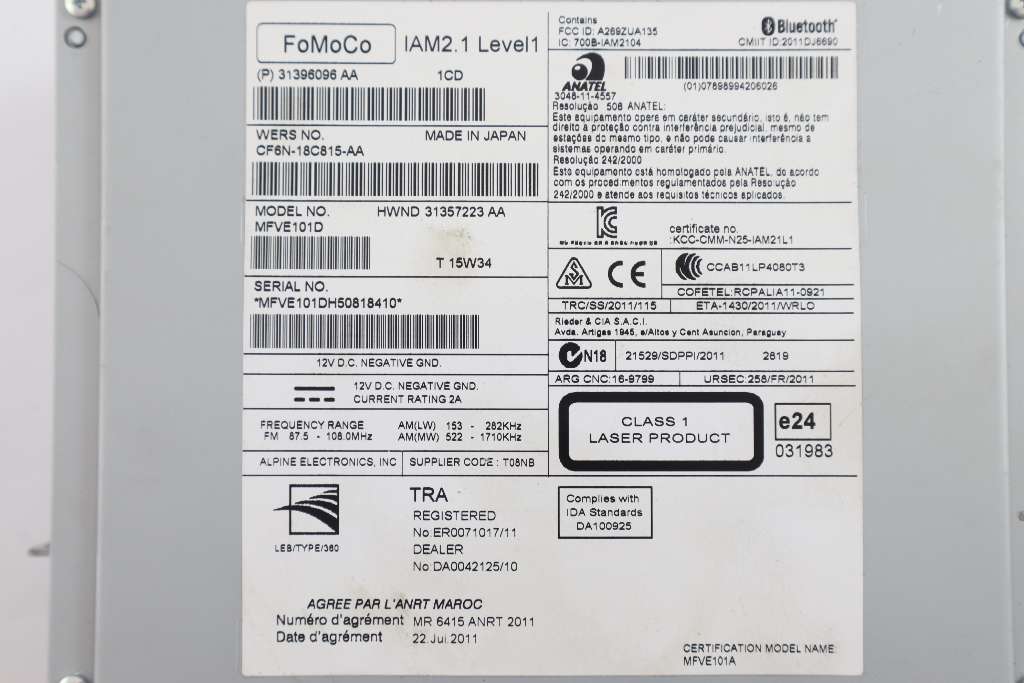 FoMoCo IAM2.1 Level1
(P) 31396096 AA 1CD
WERS NO. MADE IN JAPAN
CF6N-18C815-AA
MODEL NO. HWND 31357223 AA
MFVE101D
T 15W34
SERIAL NO.
*MFVE101DH50818410*
12V D.C. NEGATIVE GND.
12V D.C. NEGATIVE GND.
CURRENT RATING 2A
FREQUENCY RANGE AM(LW) 153 - 282KHz
FM 87.5 - 108.0MHz AM(MW) 522 - 1710KHz
ALPINE ELECTRONICS, INC SUPPLIER CODE : T08NB
Contains
FCC ID: A269ZUA135
IC: 700B-IAM2104
Bluetooth
CMIIT ID:2011DJ6690
ANATEL
3048-11-4557
(01)07898994206026
Resolução 506 ANATEL:
Este equipamento opera em caráter secundário, isto é, não tem
direito a proteção contra interferência prejudicial, mesmo de
estações do mesmo tipo, e não pode causar interferência a
sistemas operando em caráter primário.
Resolução 242/2000
Este equipamento está homologado pela ANATEL, de acordo
com os procedimentos regulamentados pela Resolução
242/2000 e atende aos requisitos técnicos aplicados.
certificate no.
:KCC-CMM-N25-IAM21L1
CE
CCAB11LP4080T3
COFETEL:RCPALIA11-0921
TRC/SS/2011/115 ETA-1430/2011/WRLO
Rieder & CIA S.A.C.I.
Avda. Artigas 1945, e/Altos y Cent Asuncion, Paraguay
N18 21529/SDPPI/2011 2819
ARG CNC:16-9799 URSEC:258/FR/2011
CLASS 1
LASER PRODUCT
e24
031983
LEB/TYPE/360
TRA
REGISTERED
No:ER0071017/11
DEALER
No:DA0042125/10
Complies with
IDA Standards
DA100925
AGREE PAR L'ANRT MAROC
Numéro d'agrément MR 6415 ANRT 2011
Date d'agrément 22.Jul.2011
CERTIFICATION MODEL NAME:
MFVE101A